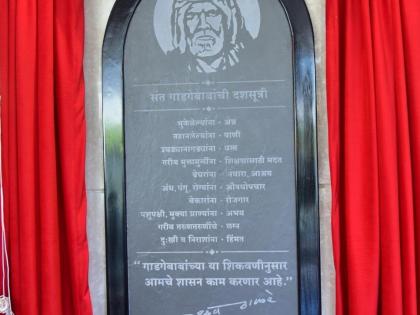 संत गाडगेबाबांची दशसूत्री
भुकेलेल्यांना - अन्न
तहानलेल्यांना - पाणी
उघड्यानागड्यांना - वस्त्र
गरीब मुलामुलींना - शिक्षणासाठी मदत
बेघरांना - निवारा, आश्रय
अंध, पंगू, रोग्यांना - औषधोपचार
बेकारांना - रोजगार
पशुपक्षी, मुक्या प्राण्यांना - अभय
गरीब तरुणतरुणींचे - लग्न
दुःखी व निराशांना - हिंमत
"गाडगेबाबांच्या या शिकवणीनुसार
आमचे शासन काम करणार आहे."
ठाकरे